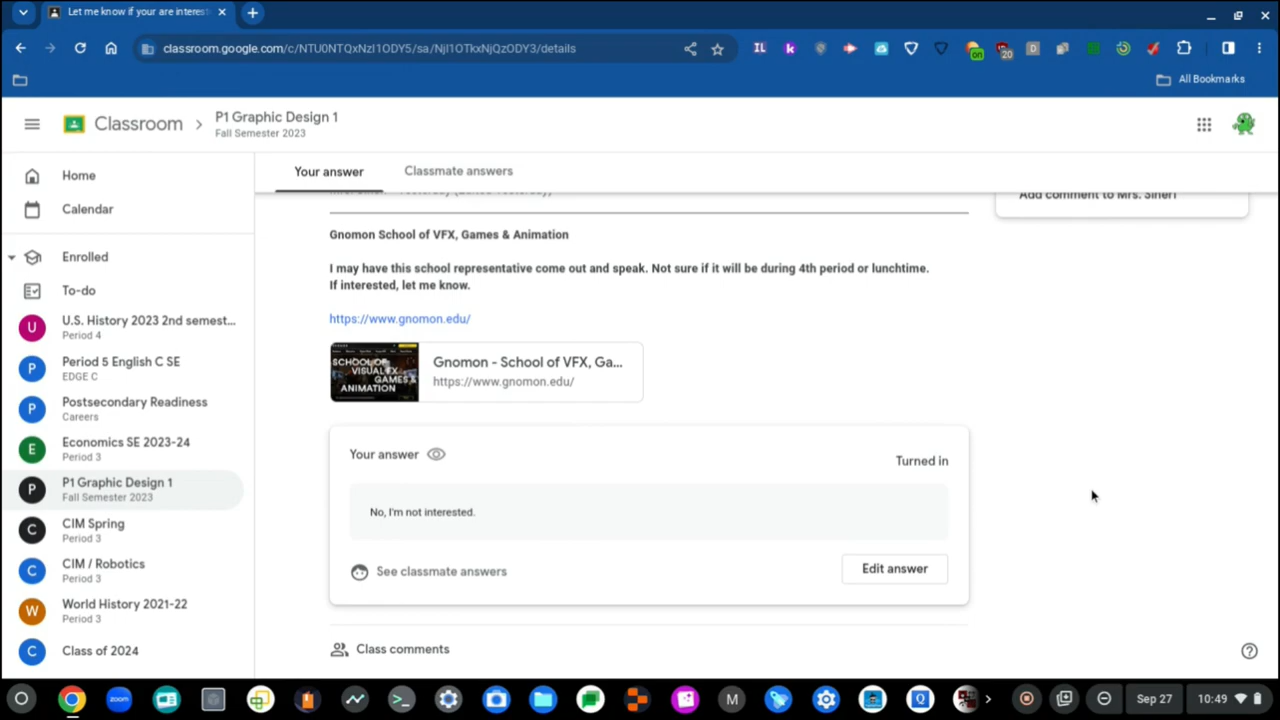 Let me know if your are interest
classroom.google.com/c/NTU0NTQxNzI1ODY5/sa/NjI1OTkxNjQzODY3/details
IL
k
on
20
D
All Bookmarks
Classroom
P1 Graphic Design 1
Fall Semester 2023
Your answer
Classmate answers
Home
Calendar
Enrolled
To-do
U
U.S. History 2023 2nd semest...
Period 4
P
Period 5 English C SE
EDGE C
P
Postsecondary Readiness
Careers
E
Economics SE 2023-24
Period 3
P
P1 Graphic Design 1
Fall Semester 2023
C
CIM Spring
Period 3
C
CIM / Robotics
Period 3
W
World History 2021-22
Period 3
C
Class of 2024
Add comment to Mrs. Sineri
Gnomon School of VFX, Games & Animation
I may have this school representative come out and speak. Not sure if it will be during 4th period or lunchtime.
If interested, let me know.
https://www.gnomon.edu/
SCHOOL OF
VISUAL FX
GAMES &
ANIMATION
Gnomon - School of VFX, Ga...
https://www.gnomon.edu/
Your answer
Turned in
No, I'm not interested.
See classmate answers
Edit answer
Class comments
zoom
M
Q
Sep 27
10:49